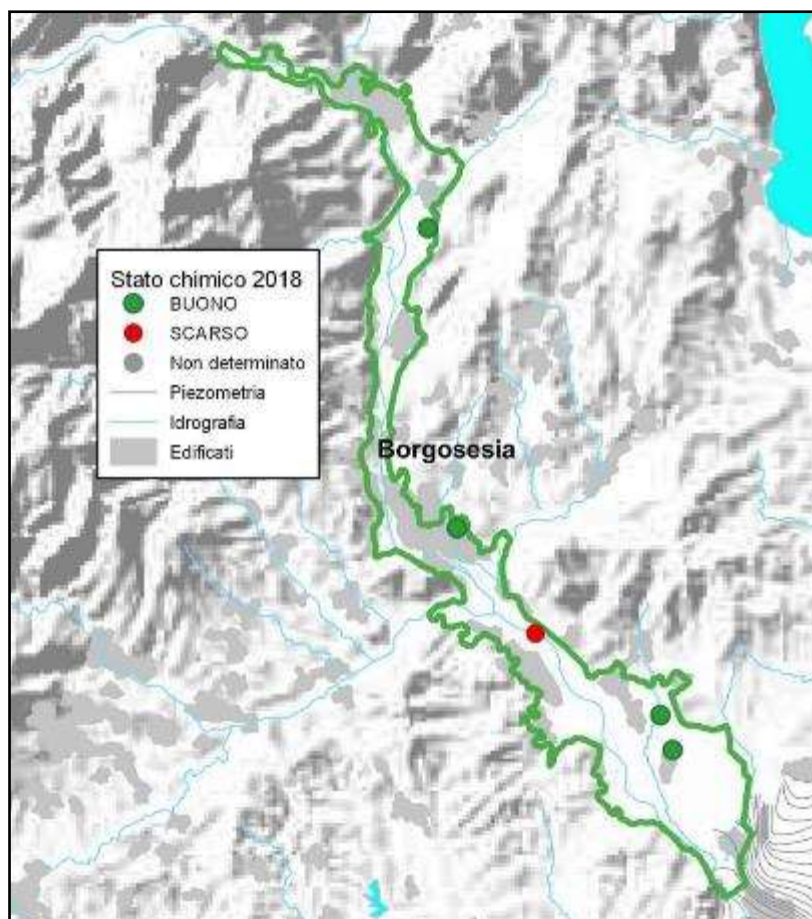 Stato chimico 2018
BUONO
SCARSO
Non determinato
Piezometria
Idrografia
Edificati
Borgosesia